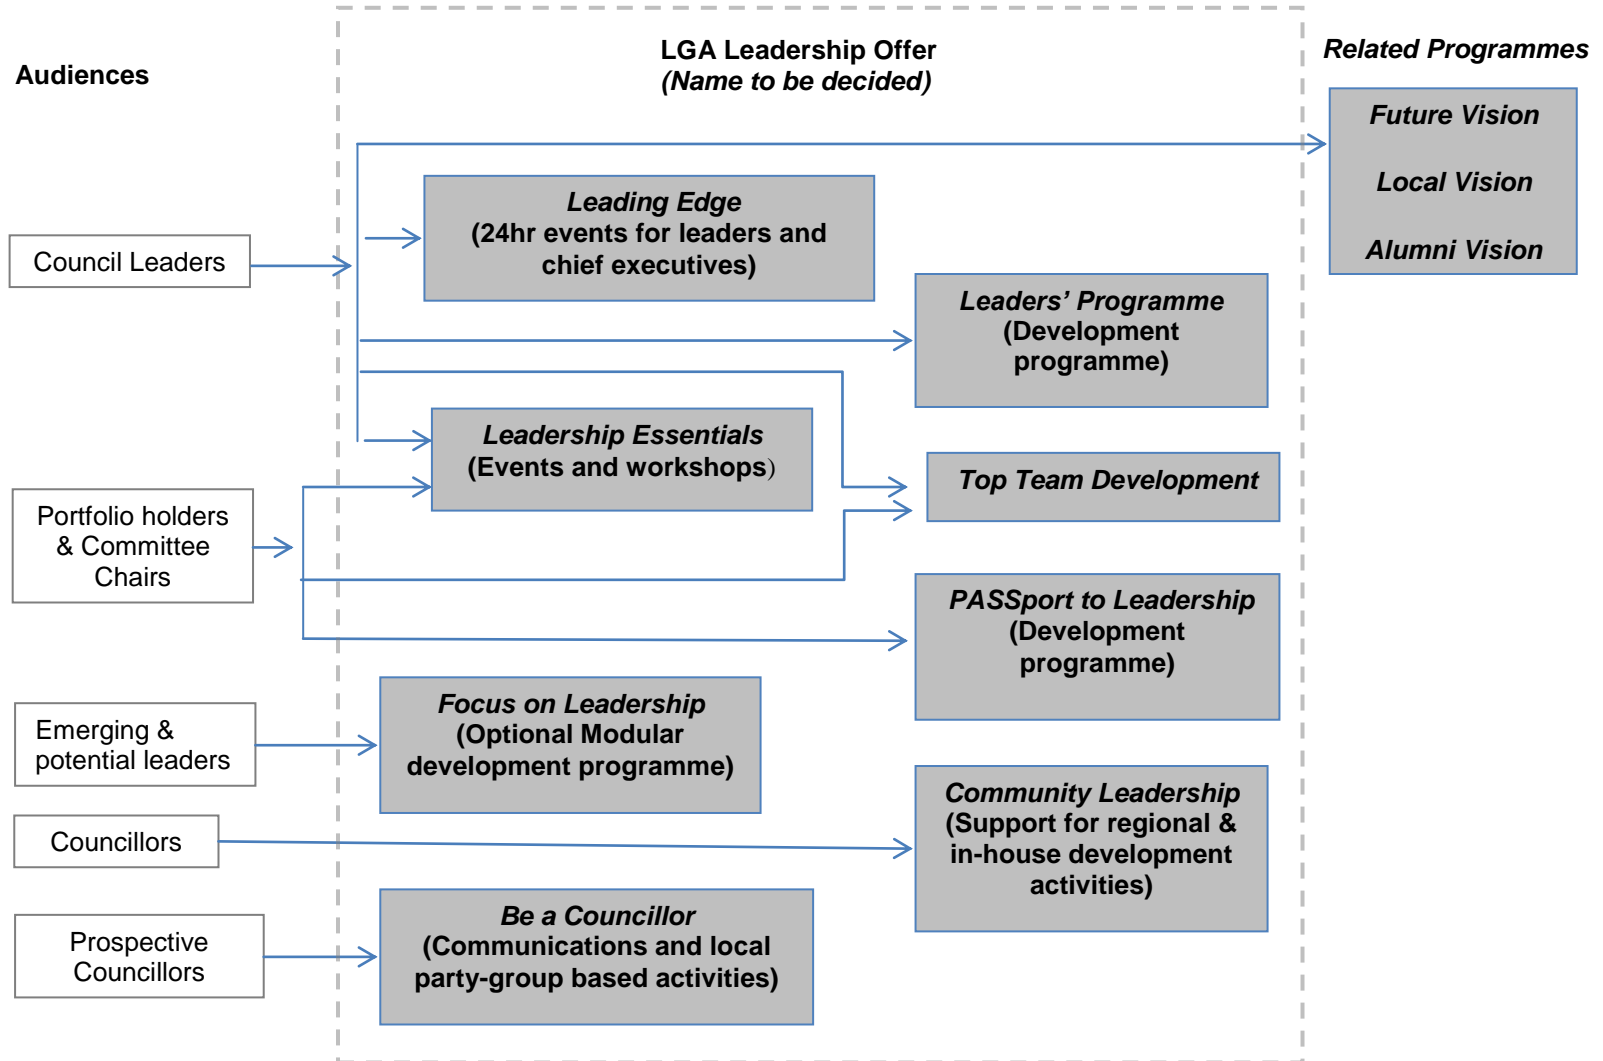 Audiences
LGA Leadership Offer
(Name to be decided)
Related Programmes
Future Vision
Local Vision
Alumni Vision
Leading Edge
(24hr events for leaders and
chief executives)
Council Leaders
Leaders’ Programme
(Development
programme)
Leadership Essentials
(Events and workshops)
Top Team Development
Portfolio holders
& Committee
Chairs
PASSport to Leadership
(Development
programme)
Focus on Leadership
(Optional Modular
development programme)
Emerging &
potential leaders
Community Leadership
(Support for regional &
in-house development
activities)
Councillors
Be a Councillor
(Communications and local
party-group based activities)
Prospective
Councillors